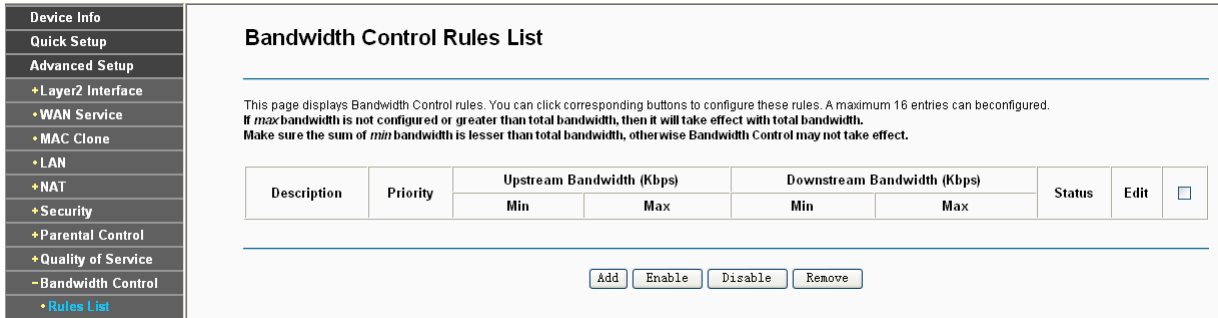 Device Info
Quick Setup
Advanced Setup
+Layer2 Interface
•WAN Service
•MAC Clone
•LAN
+NAT
+Security
+Parental Control
+Quality of Service
-Bandwidth Control
•Rules List
Bandwidth Control Rules List
This page displays Bandwidth Control rules. You can click corresponding buttons to configure these rules. A maximum 16 entries can beconfigured.
If max bandwidth is not configured or greater than total bandwidth, then it will take effect with total bandwidth.
Make sure the sum of min bandwidth is lesser than total bandwidth, otherwise Bandwidth Control may not take effect.
Description Priority Upstream Bandwidth (Kbps) Downstream Bandwidth (Kbps) Status Edit
Min Max Min Max
Add Enable Disable Remove